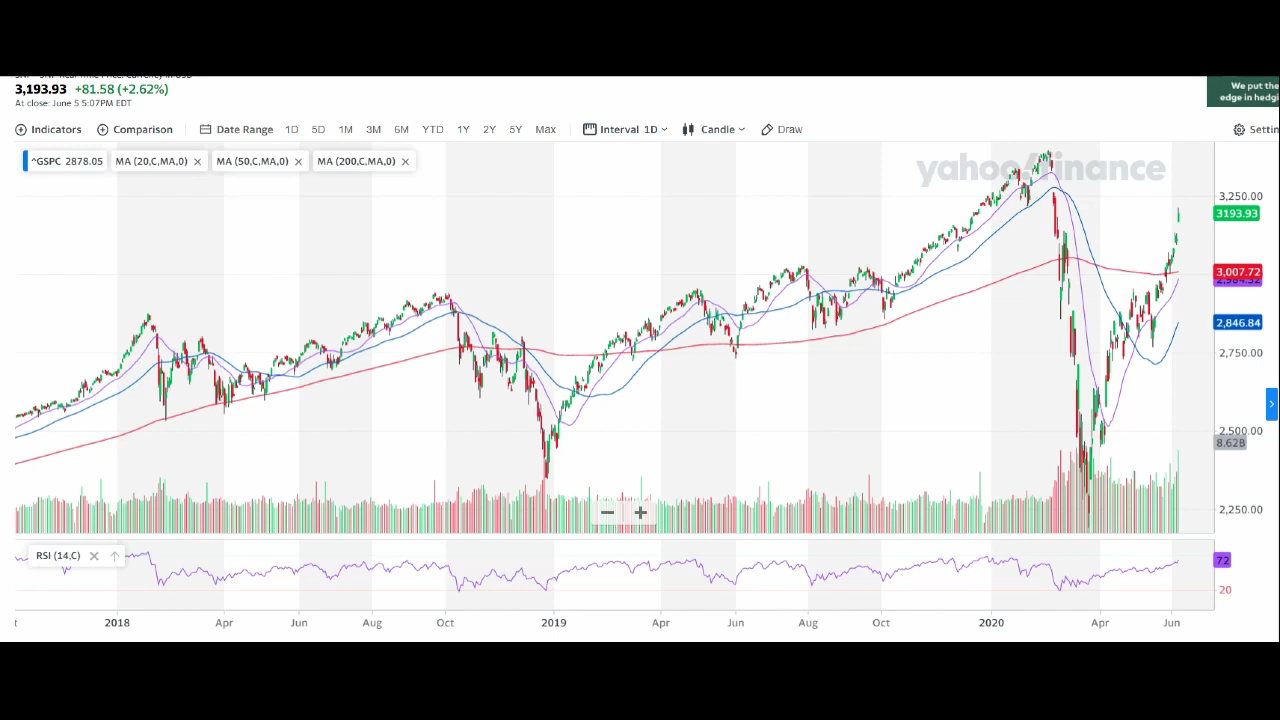 3,193.93 +81.58 (+2.62%)
At close: June 5 5:07PM EDT
We put the
edge in hedgi
Indicators Comparison Date Range 1D 5D 1M 3M 6M YTD 1Y 2Y 5Y Max Interval 1D Candle Draw Settin
^GSPC 2878.05 MA (20,C,MA,0) MA (50,C,MA,0) MA (200,C,MA,0)
yahoo/finance
3,250.00
3193.93
3,007.72
2,846.84
2,750.00
2,500.00
8.62B
2,250.00
RSI (14,C)
72
20
t 2018 Apr Jun Aug Oct 2019 Apr Jun Aug Oct 2020 Apr Jun